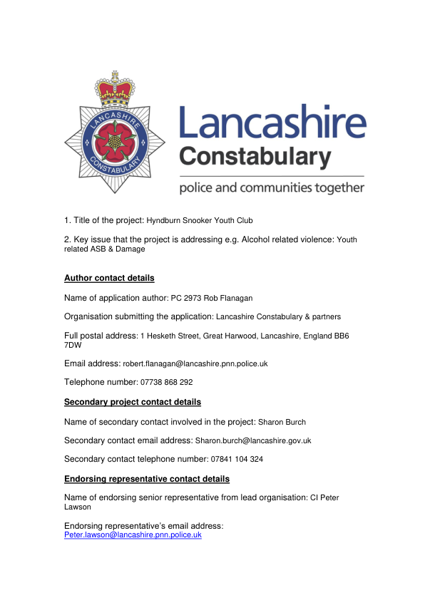 LANCASHIRE
CONSTABULARY
Lancashire
Constabulary
police and communities together
1. Title of the project: Hyndburn Snooker Youth Club
2. Key issue that the project is addressing e.g. Alcohol related violence: Youth
related ASB & Damage
Author contact details
Name of application author: PC 2973 Rob Flanagan
Organisation submitting the application: Lancashire Constabulary & partners
Full postal address: 1 Hesketh Street, Great Harwood, Lancashire, England BB6
7DW
Email address: robert.flanagan@lancashire.pnn.police.uk
Telephone number: 07738 868 292
Secondary project contact details
Name of secondary contact involved in the project: Sharon Burch
Secondary contact email address: Sharon.burch@lancashire.gov.uk
Secondary contact telephone number: 07841 104 324
Endorsing representative contact details
Name of endorsing senior representative from lead organisation: CI Peter
Lawson
Endorsing representative's email address:
Peter.lawson@lancashire.pnn.police.uk